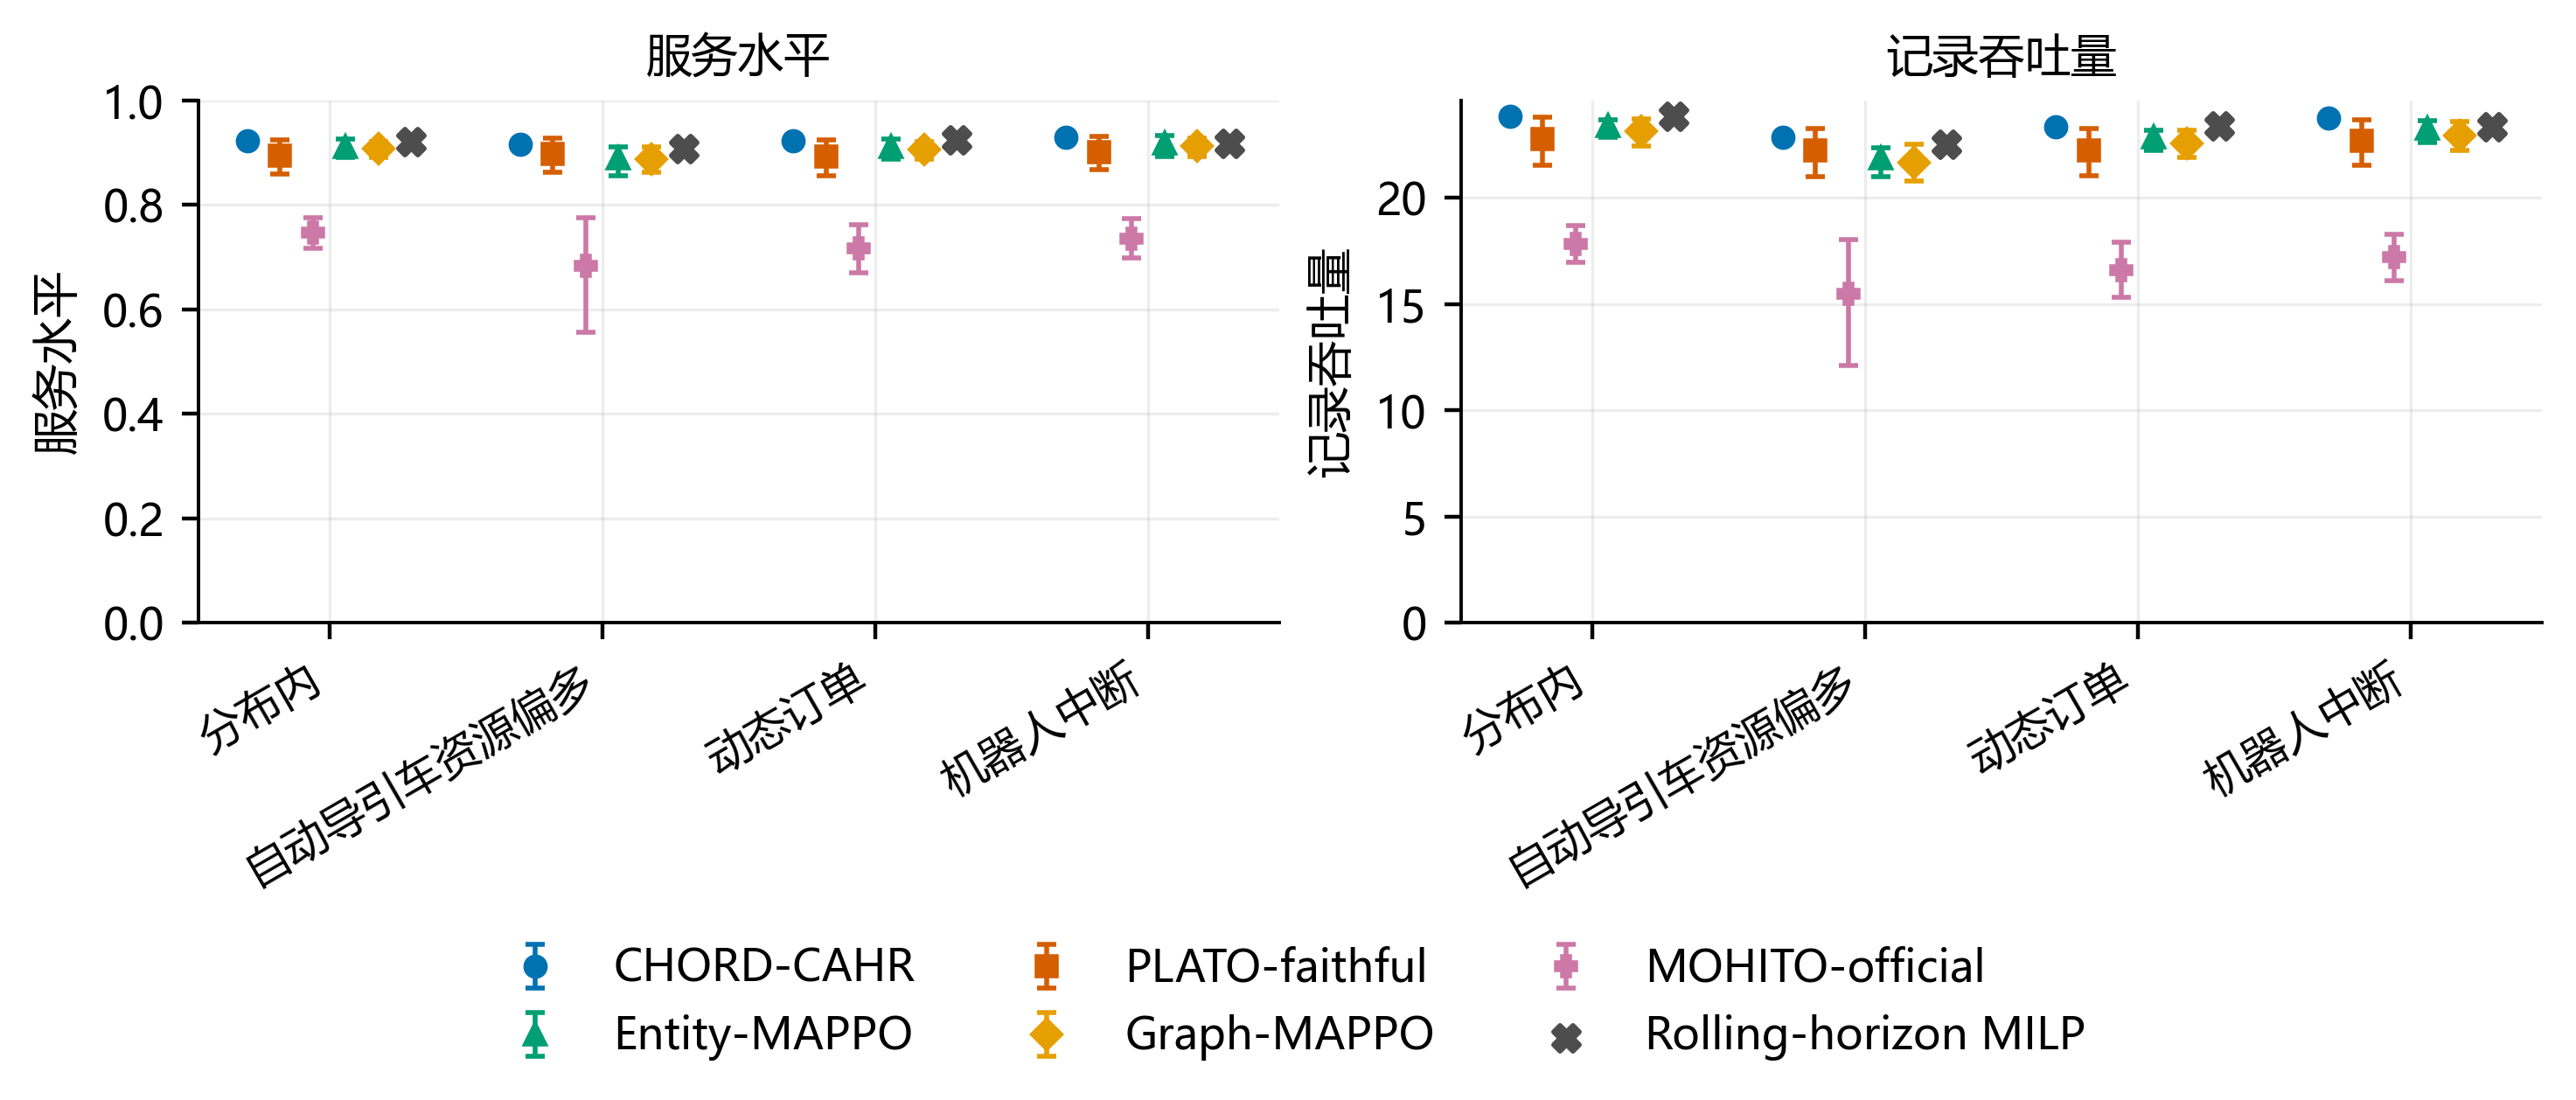 服务水平
服务水平
1.0
0.8
0.6
0.4
0.2
0.0
分布内
自动导引车资源偏多
动态订单
机器人中断
记录吞吐量
记录吞吐量
20
15
10
5
0
分布内
自动导引车资源偏多
动态订单
机器人中断
CHORD-CAHR
PLATO-faithful
MOHITO-official
Entity-MAPPO
Graph-MAPPO
Rolling-horizon MILP